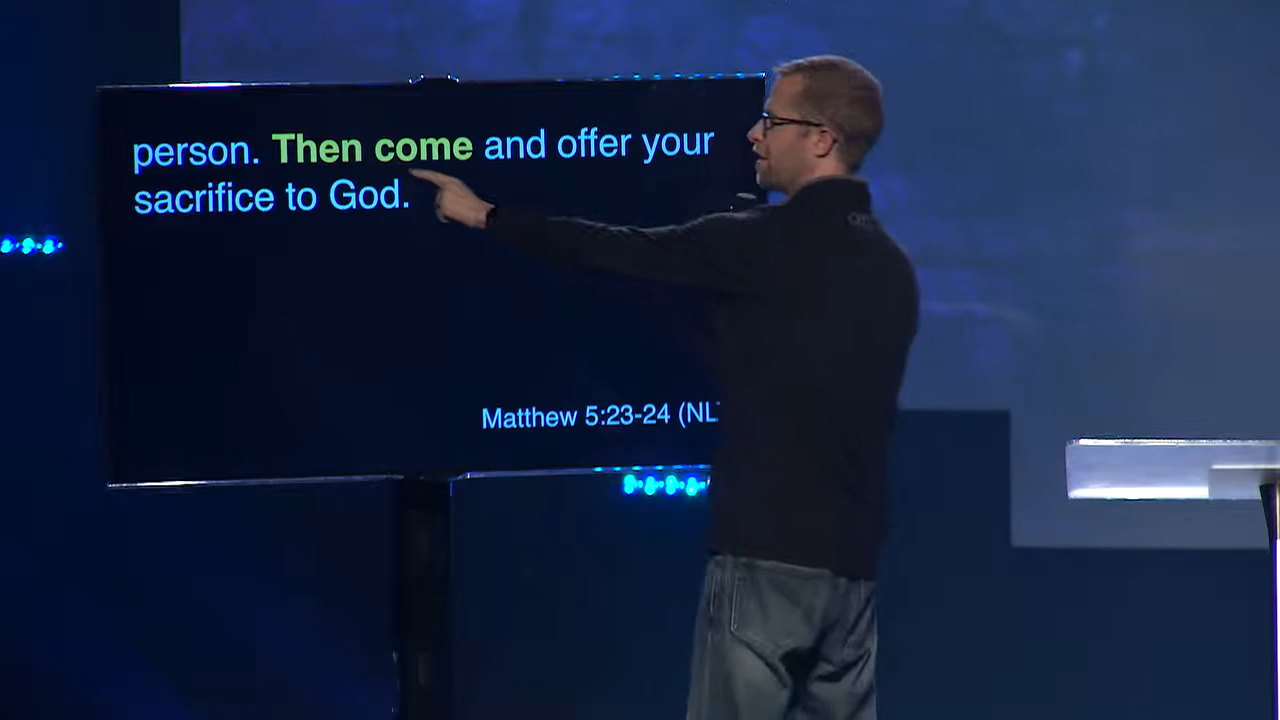 person. Then come and offer your
sacrifice to God.
Matthew 5:23-24 (NL